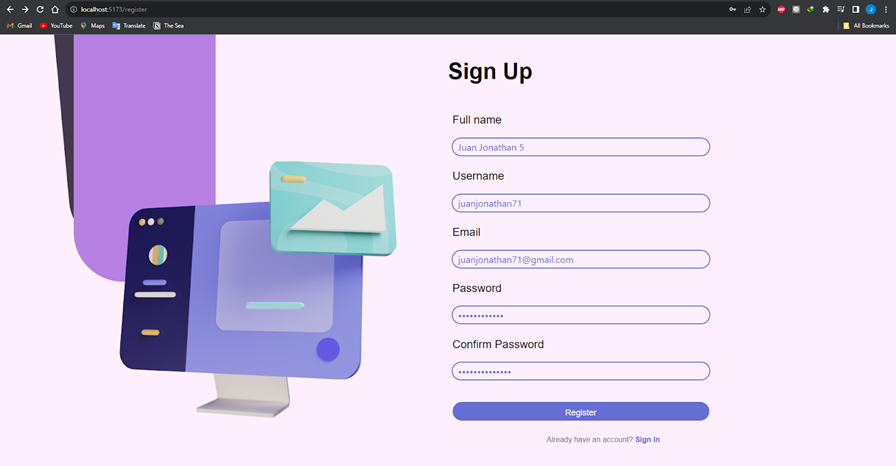 localhost:5173/register
Gmail YouTube Maps Translate The Sea All Bookmarks
Sign Up
Full name
Juan Jonathan 5
Username
juanjonathan71
Email
juanjonathan71@gmail.com
Password
••••••••••••
Confirm Password
••••••••••••••
Register
Already have an account? Sign In